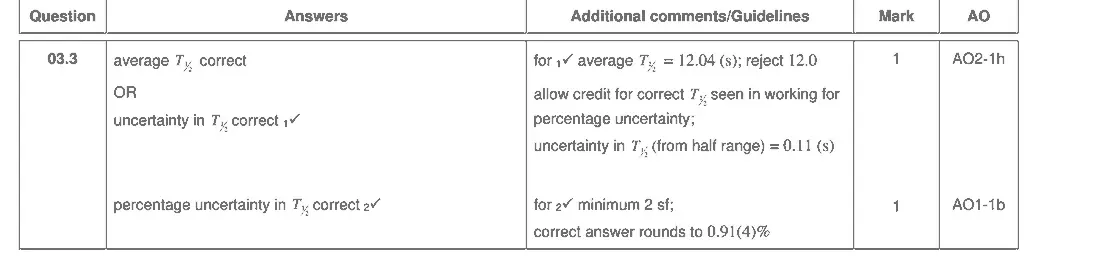 Question Answers Additional comments/Guidelines Mark AO
03.3 average T½ correct for 1✓ average T½ = 12.04 (s); reject 12.0 1 AO2-1h
OR allow credit for correct T½ seen in working for
uncertainty in T½ correct 1✓ percentage uncertainty;
uncertainty in T½ (from half range) = 0.11 (s)
percentage uncertainty in T½ correct 2✓ for 2✓ minimum 2 sf; 1 AO1-1b
correct answer rounds to 0.91(4)%